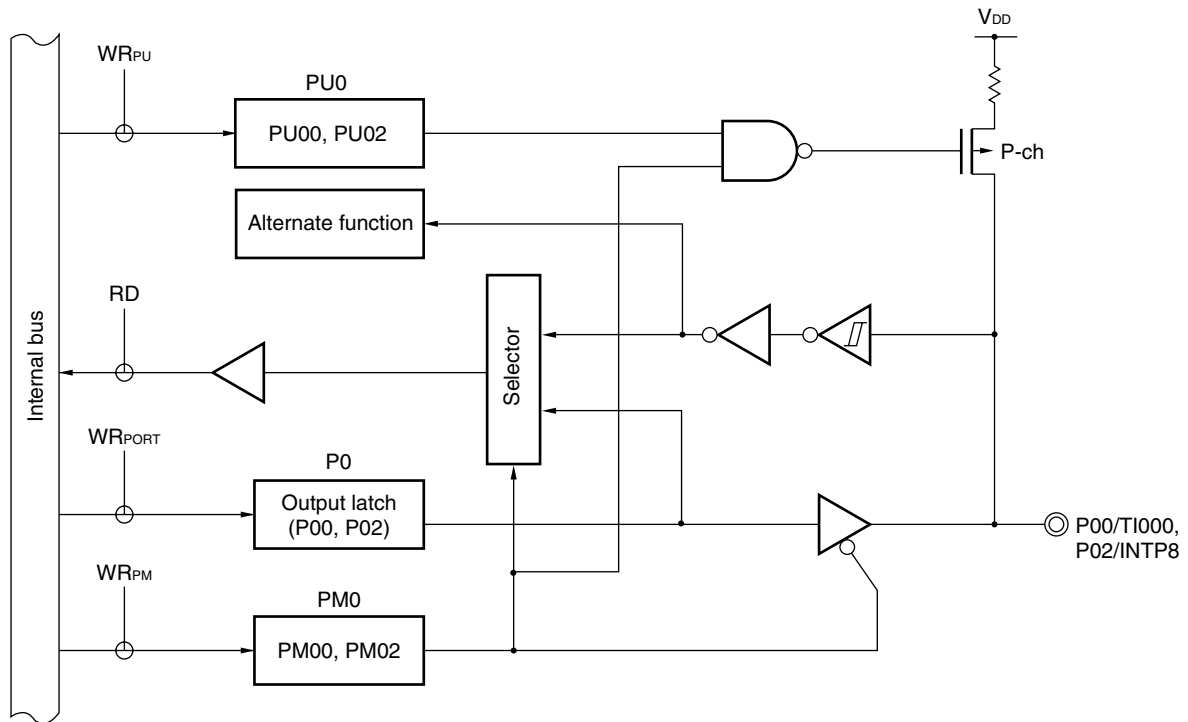 VDD
WRPU
PU0
PU00, PU02
P-ch
Alternate function
RD
Internal bus
Selector
WRPORT
P0
Output latch
(P00, P02)
P00/TI000,
P02/INTP8
WRPM
PM0
PM00, PM02